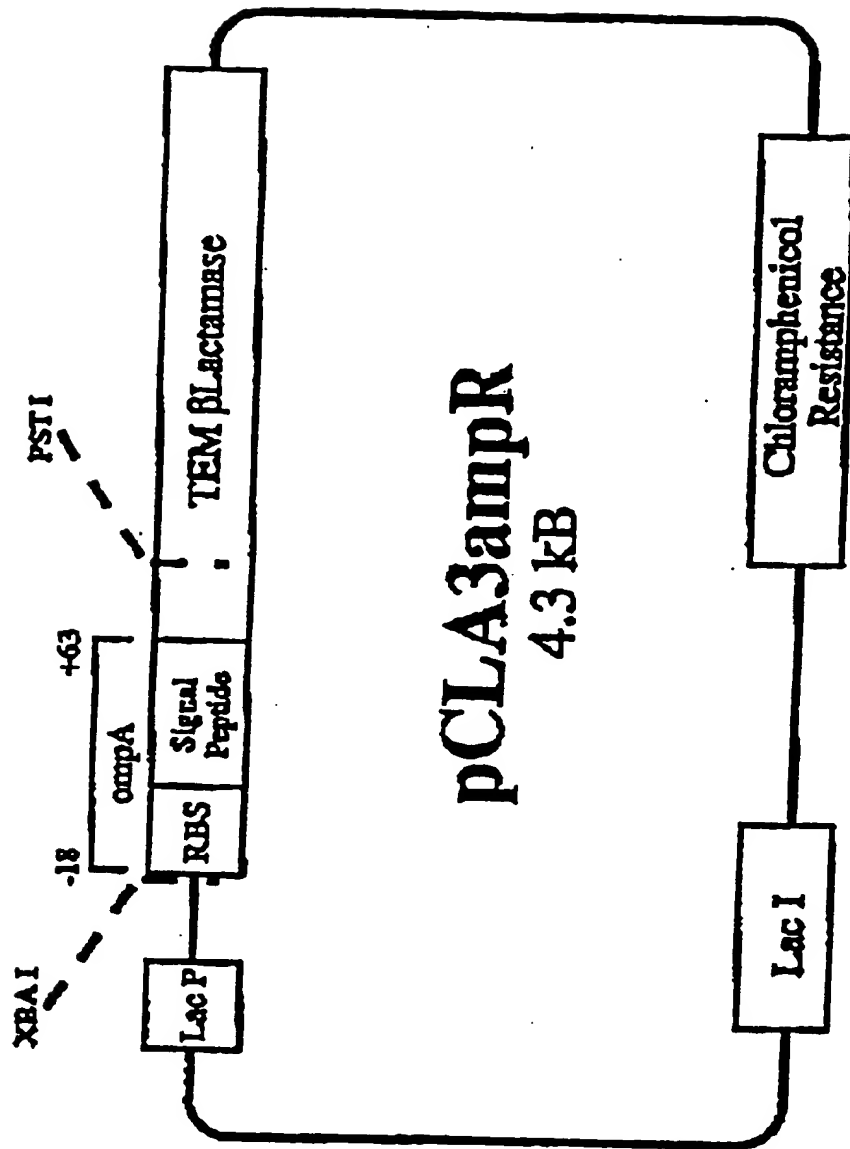 XBA I
PST I
-18
+63
ompA
Lac P
RBS
Signal
Peptide
TEM βLactamase
pCLA3ampR
4.3 kB
Lac I
Chloramphenicol
Resistance